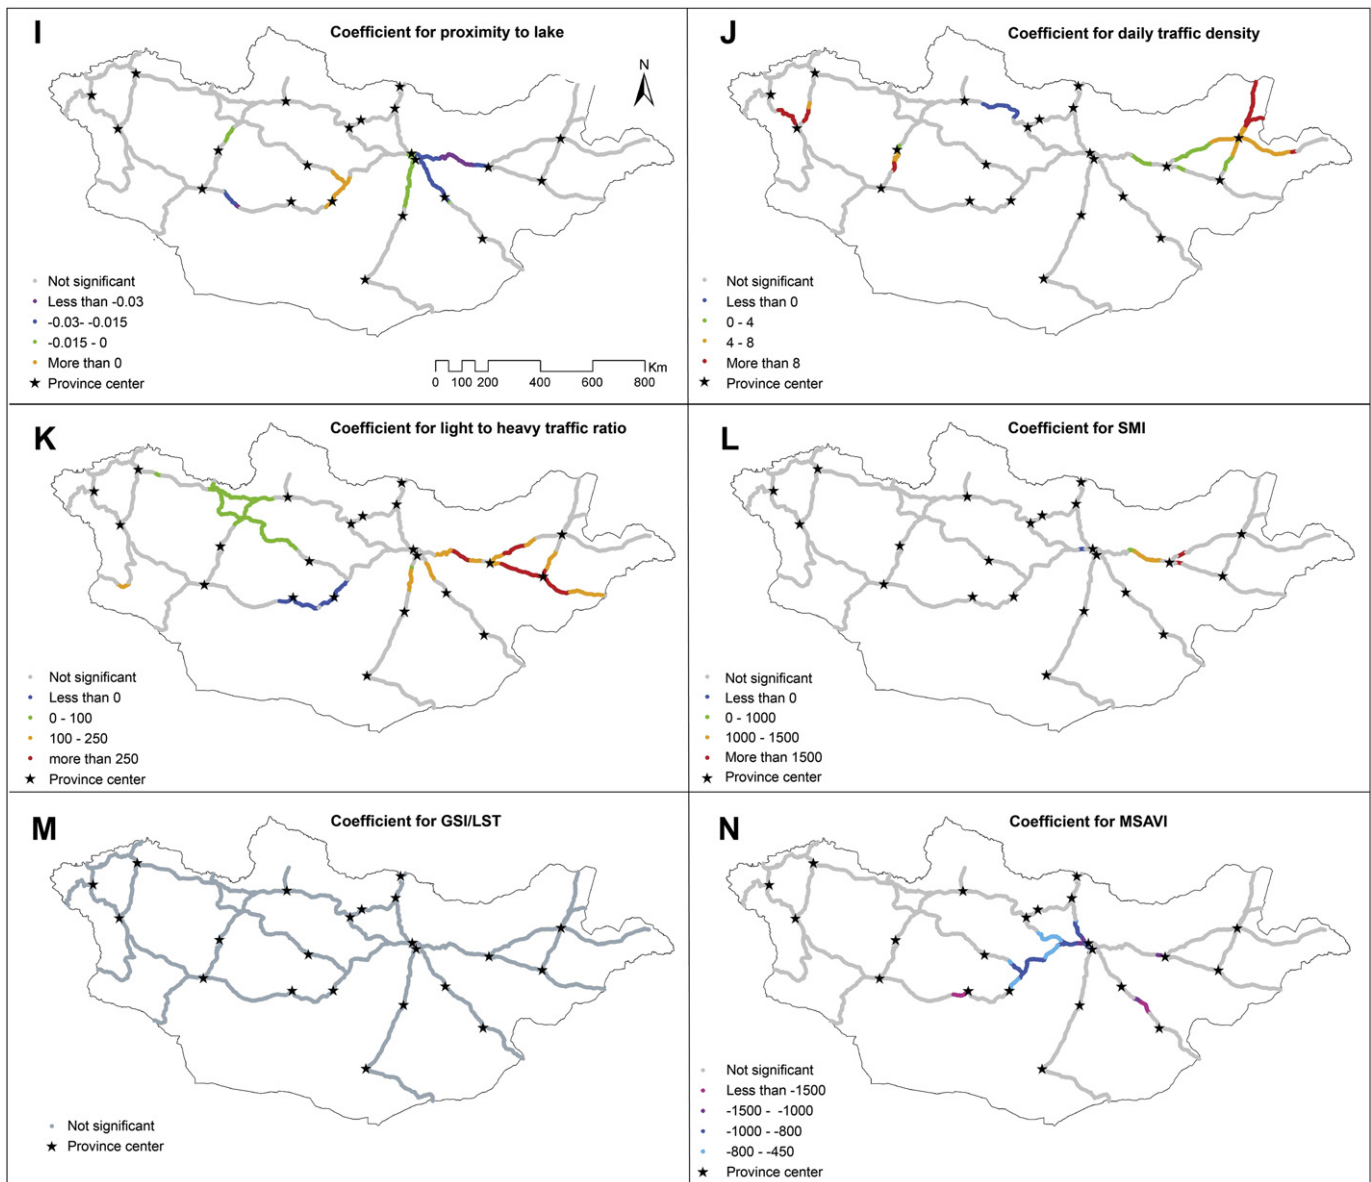 I
Coefficient for proximity to lake
N
Not significant
Less than -0.03
-0.03- -0.015
-0.015 - 0
More than 0
Province center
Km
0 100 200 400 600 800
J
Coefficient for daily traffic density
Not significant
Less than 0
0 - 4
4 - 8
More than 8
Province center
K
Coefficient for light to heavy traffic ratio
Not significant
Less than 0
0 - 100
100 - 250
more than 250
Province center
L
Coefficient for SMI
Not significant
Less than 0
0 - 1000
1000 - 1500
More than 1500
Province center
M
Coefficient for GSI/LST
Not significant
Province center
N
Coefficient for MSAVI
Not significant
Less than -1500
-1500 - -1000
-1000 - -800
-800 - -450
Province center